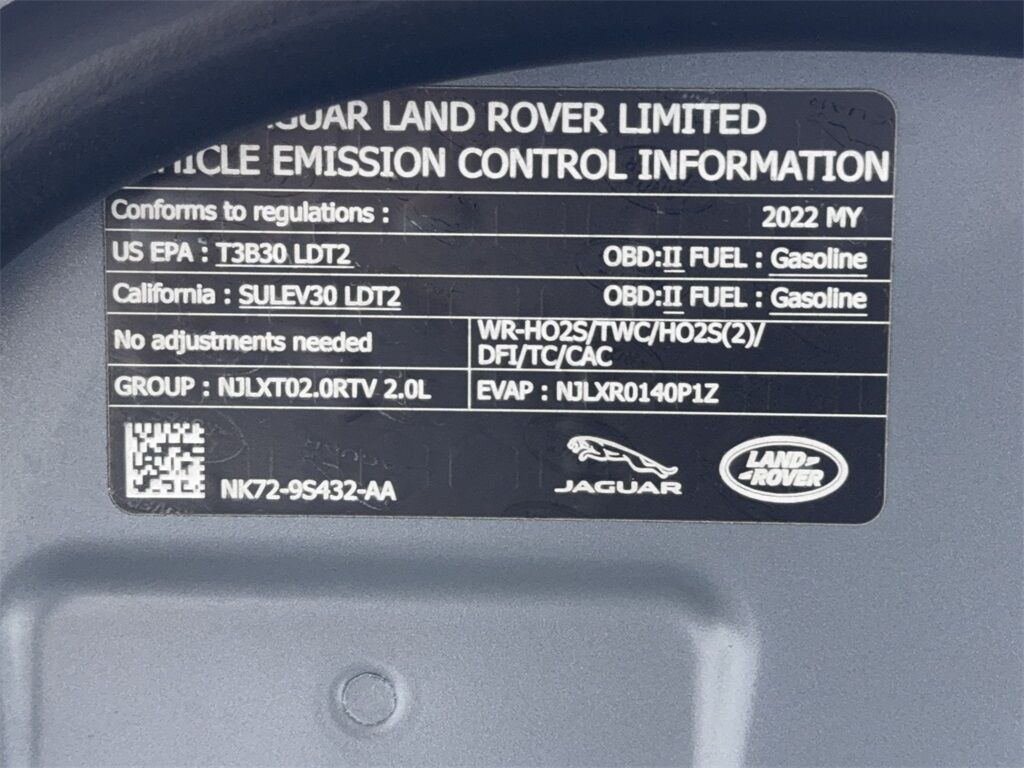 LAND ROVER LIMITED
EMISSION CONTROL INFORMATION
Conforms to regulations : 2022 MY
US EPA : T3B30 LDT2 OBD:II FUEL : Gasoline
California : SULEV30 LDT2 OBD:II FUEL : Gasoline
No adjustments needed
WR-HO2S/TWC/HO2S(2)/
DFI/TC/CAC
GROUP : NJLXT02.0RTV 2.0L
EVAP : NJLXR0140P1Z
NK72-9S432-AA
JAGUAR
LAND-
-ROVER